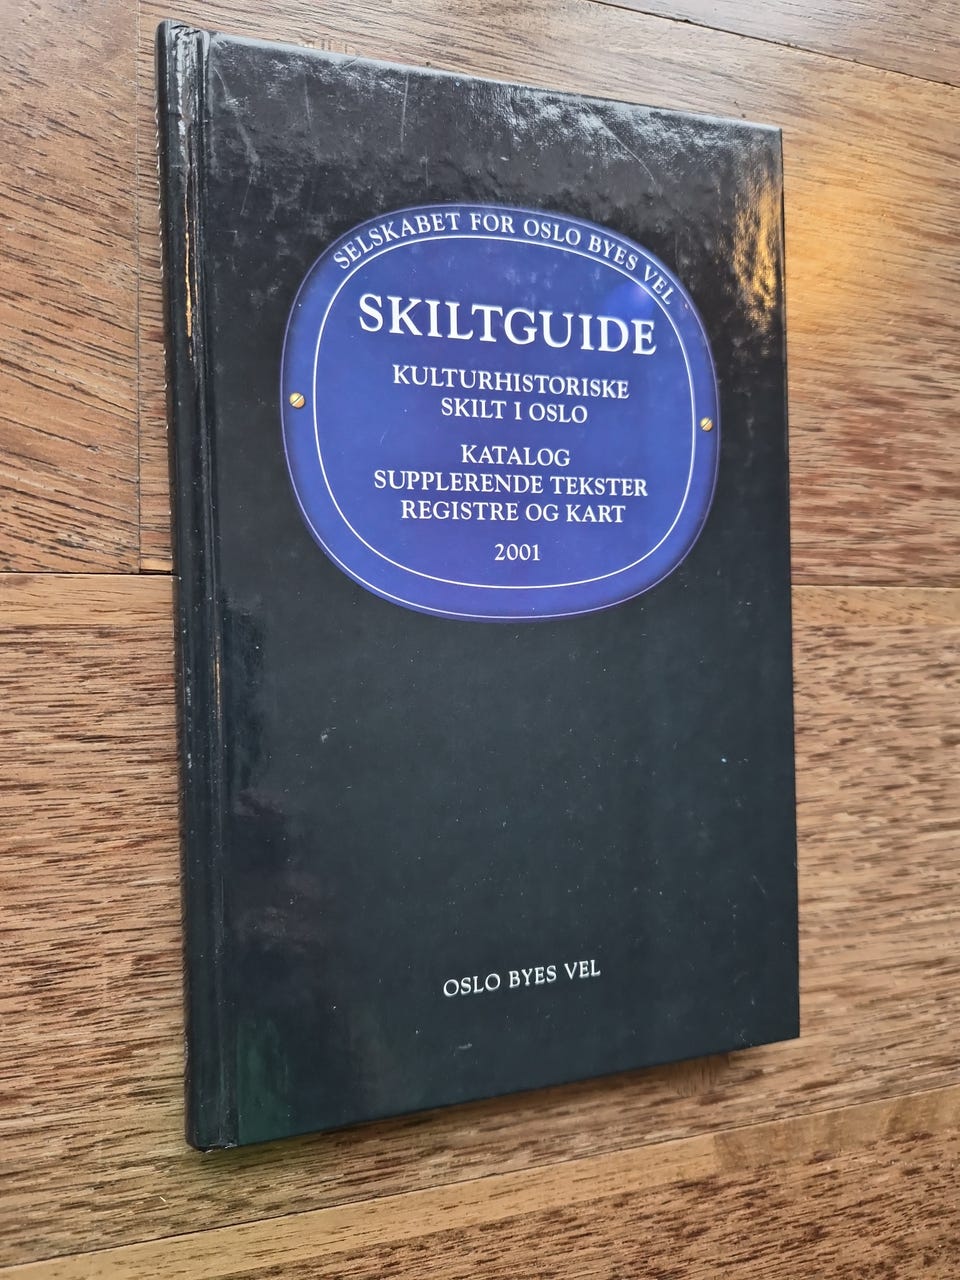 SELSKABET FOR OSLO BYES VEL
SKILTGUIDE
KULTURHISTORISKE
SKILT I OSLO
KATALOG
SUPPLERENDE TEKSTER
REGISTRE OG KART
2001
OSLO BYES VEL